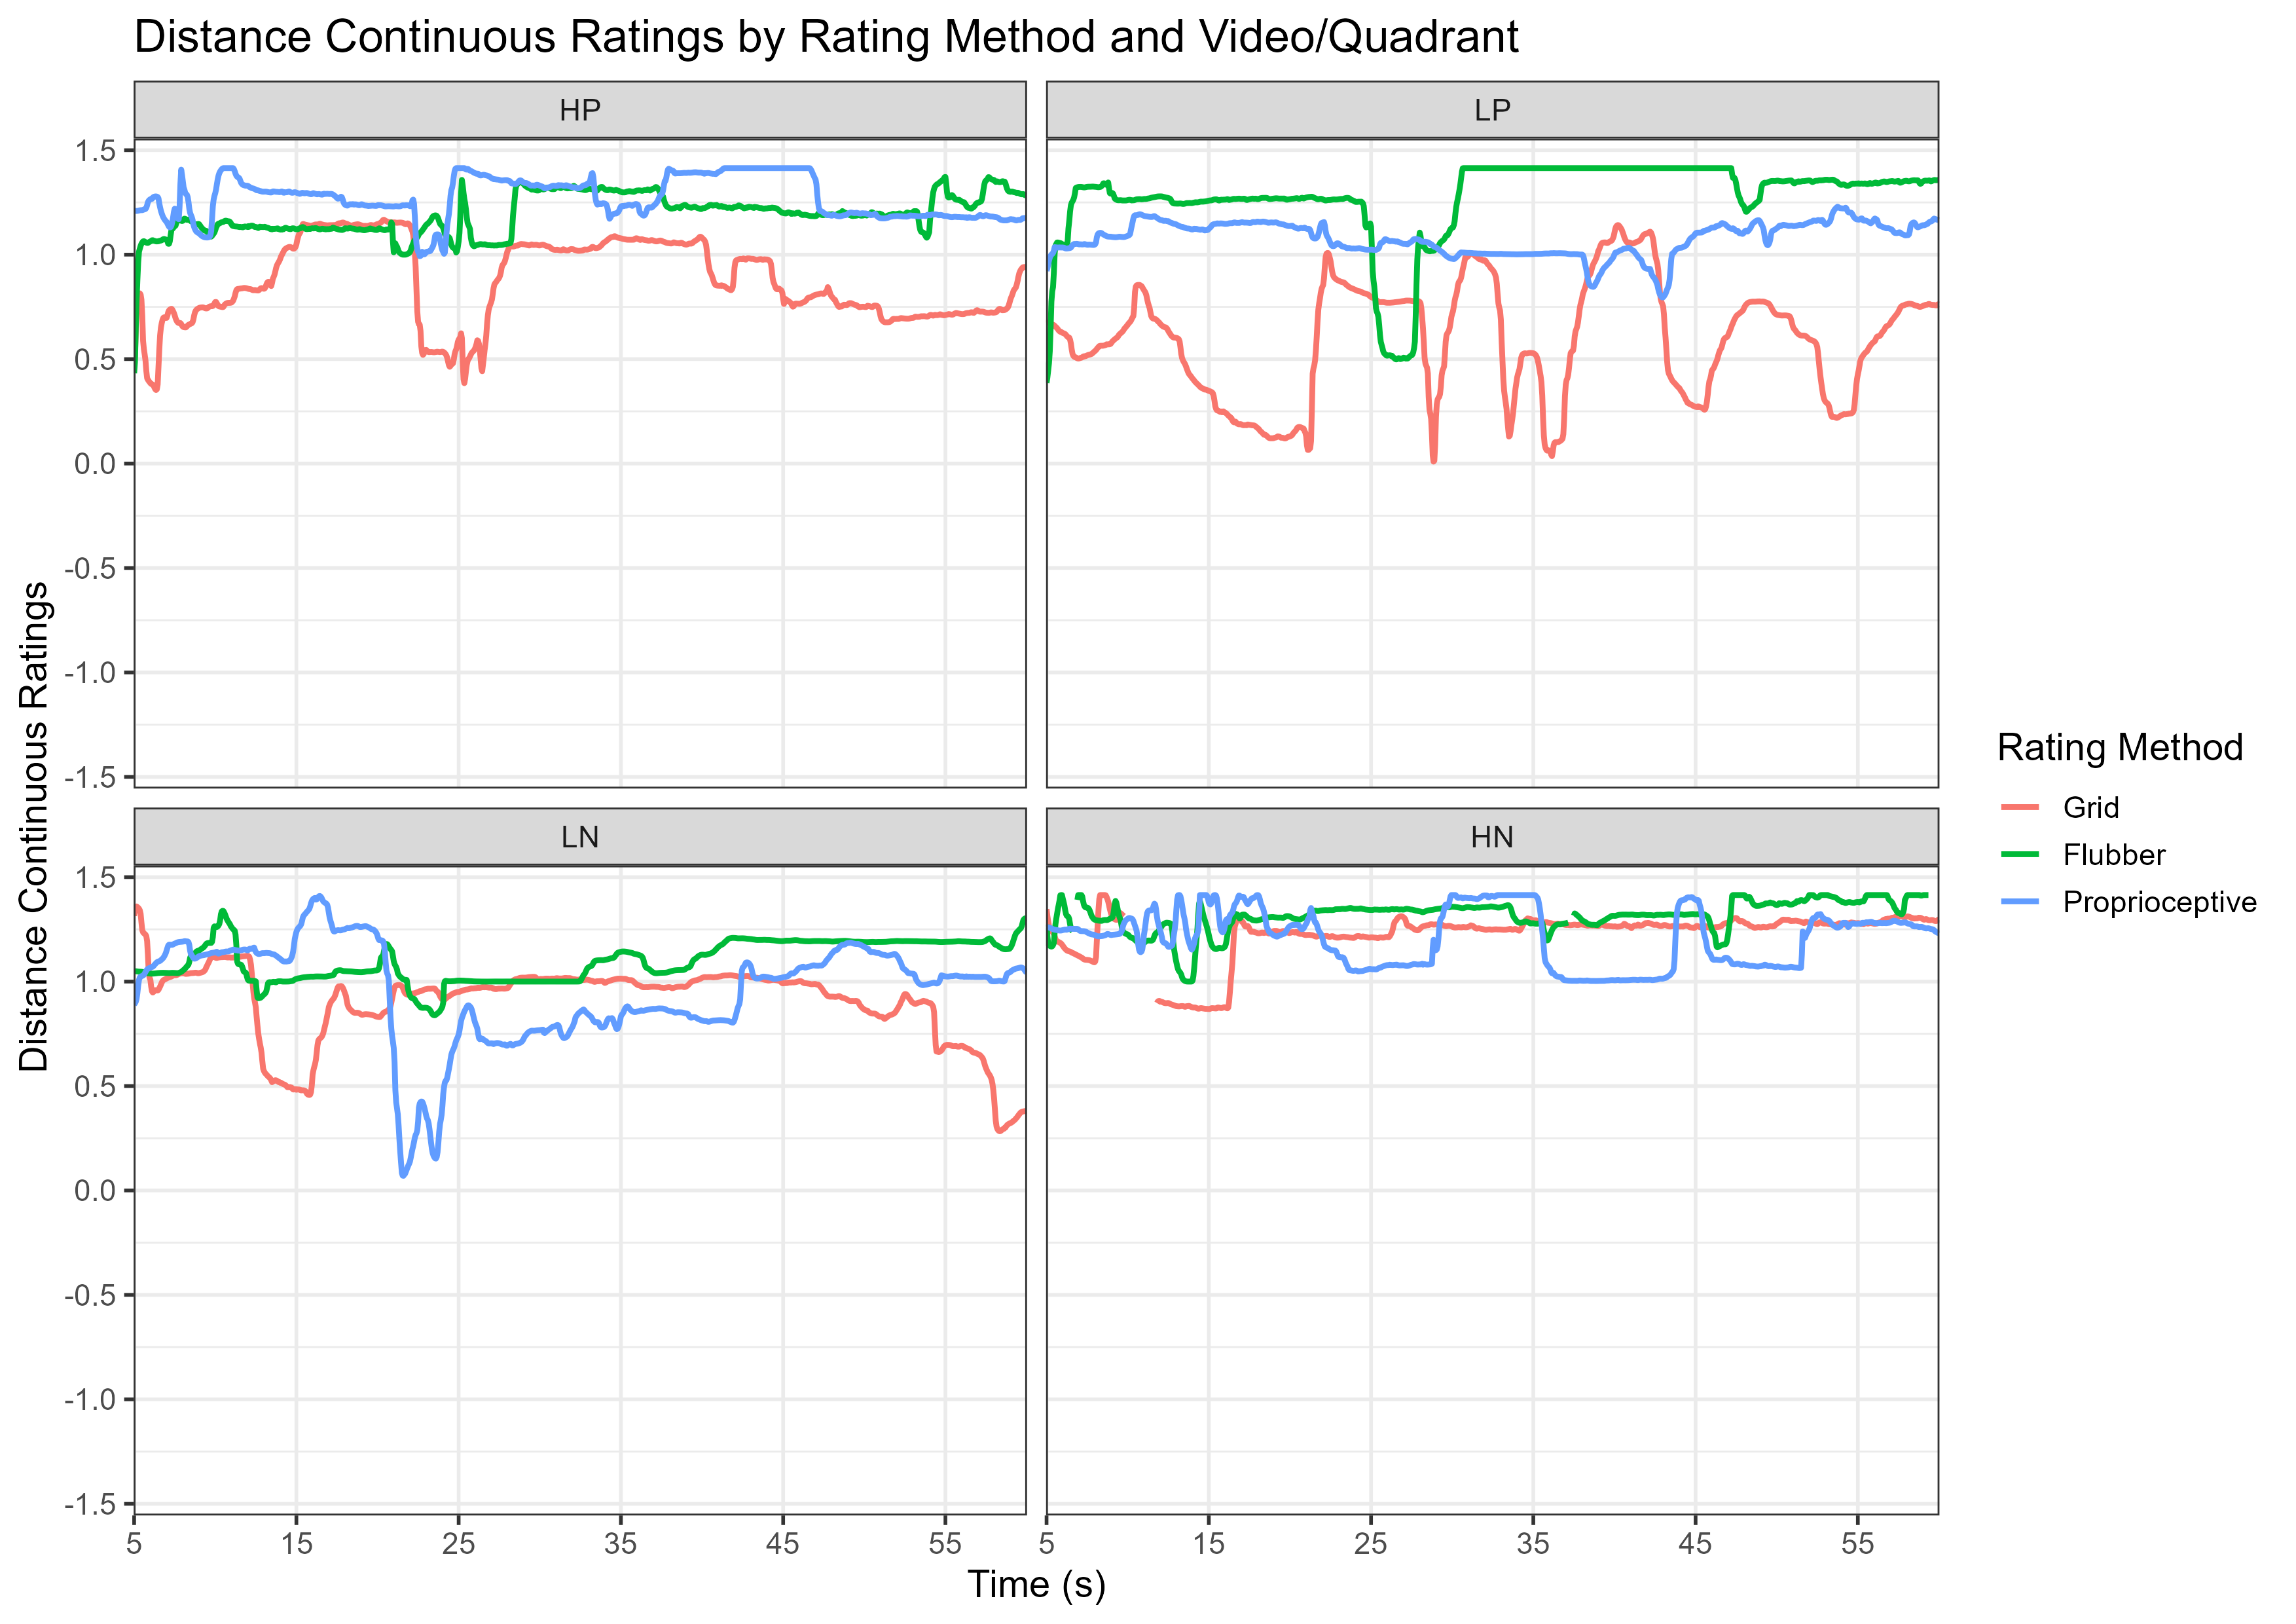 Distance Continuous Ratings by Rating Method and Video/Quadrant
HP
LP
1.5
1.0
0.5
0.0
-0.5
-1.0
-1.5
LN
HN
1.5
1.0
0.5
0.0
-0.5
-1.0
-1.5
5 15 25 35 45 55
5 15 25 35 45 55
Time (s)
Distance Continuous Ratings
Rating Method
Grid
Flubber
Proprioceptive